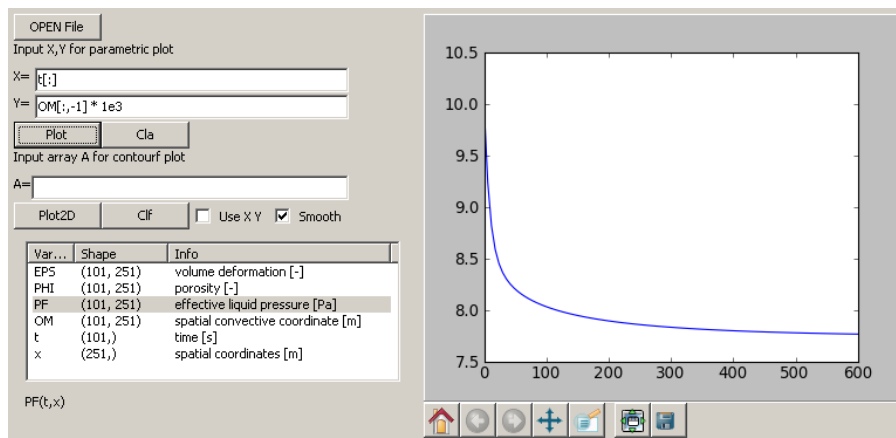 OPEN File
Input X,Y for parametric plot
X= t[:]
Y= OM[:,-1] * 1e3
Plot Cla
Input array A for contourf plot
A=
Plot2D Clf Use X Y Smooth
Var... Shape Info
EPS (101, 251) volume deformation [-]
PHI (101, 251) porosity [-]
PF (101, 251) effective liquid pressure [Pa]
OM (101, 251) spatial convective coordinate [m]
t (101,) time [s]
x (251,) spatial coordinates [m]
PF(t,x)
10.5
10.0
9.5
9.0
8.5
8.0
7.5
0 100 200 300 400 500 600